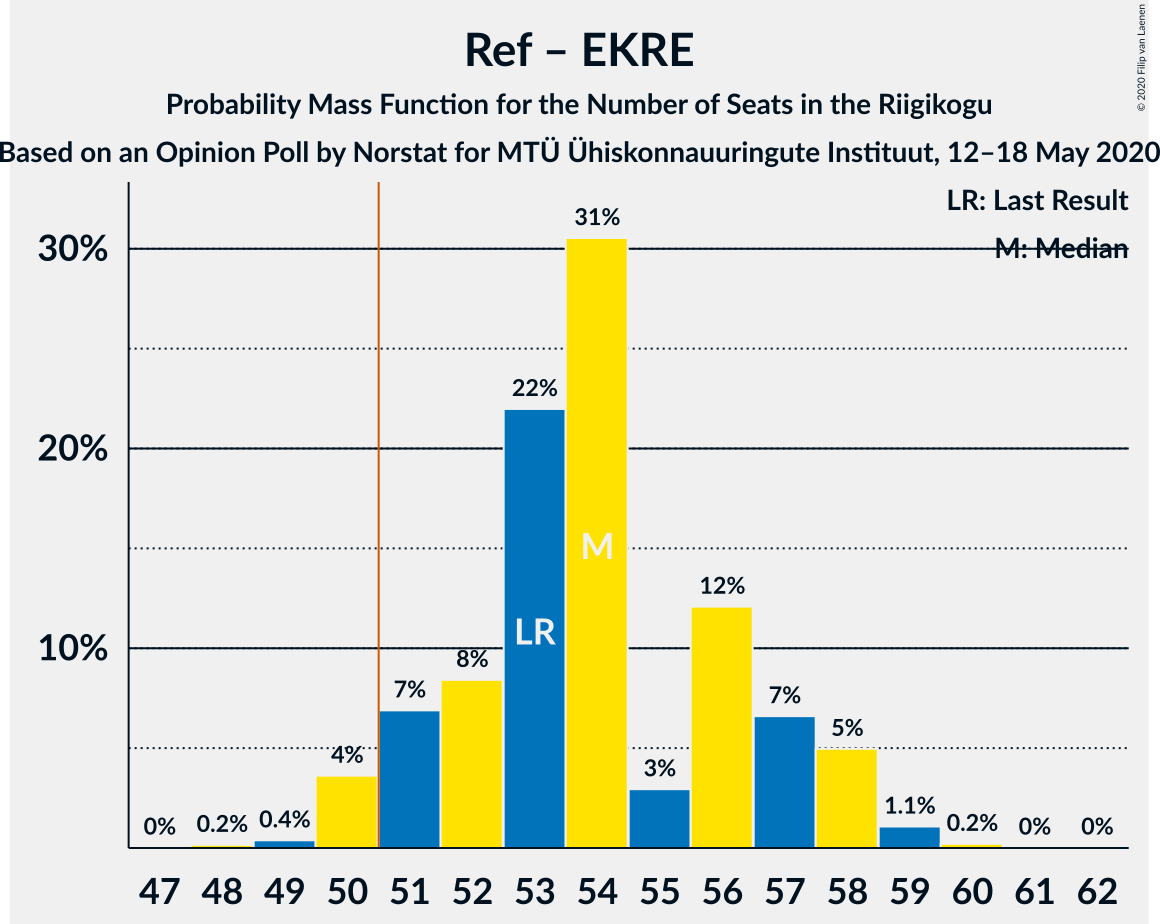 Ref – EKRE
Probability Mass Function for the Number of Seats in the Riigikogu
Based on an Opinion Poll by Norstat for MTÜ Ühiskonnauuringute Instituut, 12–18 May 2020
© 2020 Filip van Laenen
LR: Last Result
M: Median
30%
20%
10%
0%
0.2%
0.4%
4%
7%
8%
22%
31%
3%
12%
7%
5%
1.1%
0.2%
0%
0%
LR
M
47 48 49 50 51 52 53 54 55 56 57 58 59 60 61 62